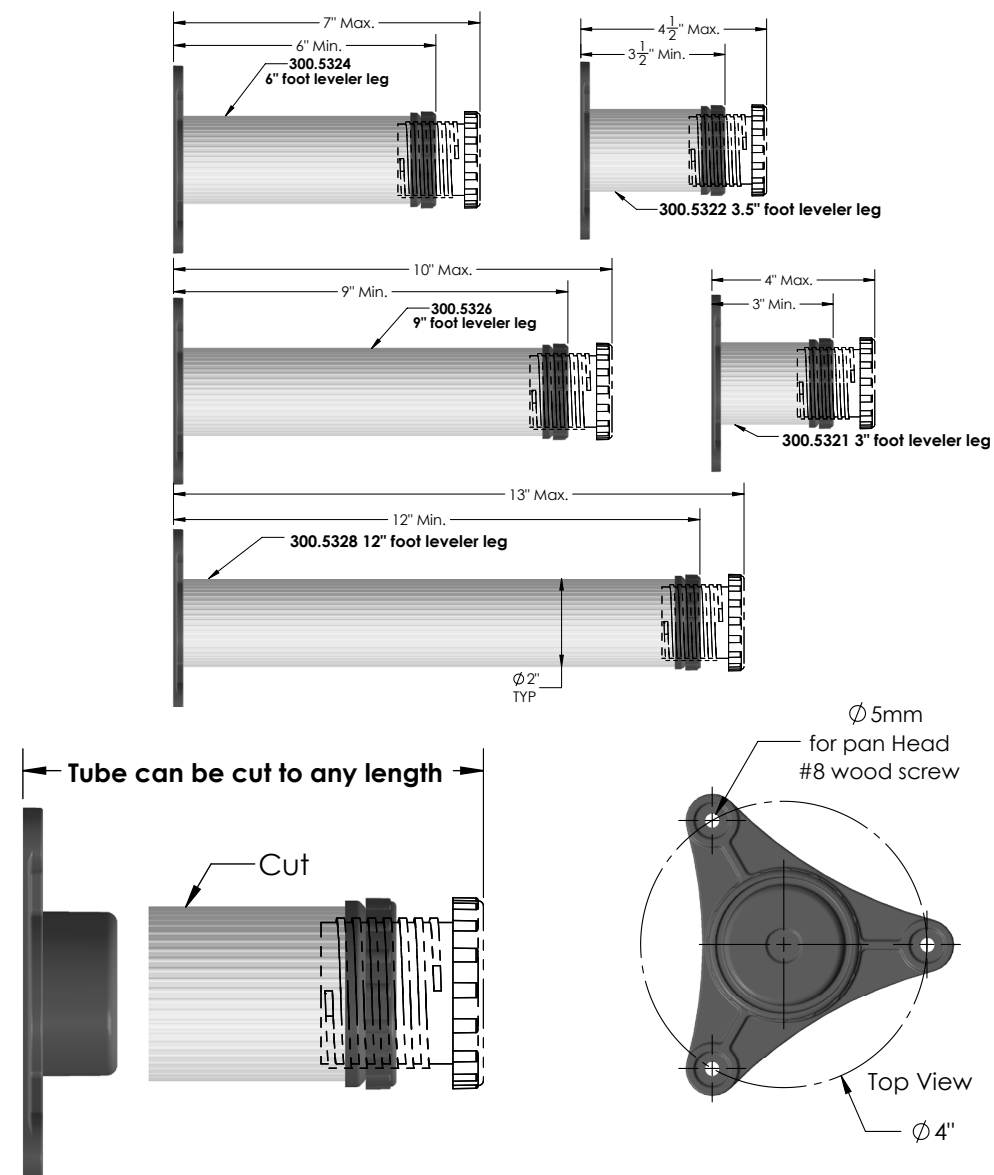 7" Max.
6" Min.
300.5324
6" foot leveler leg
4 1/2" Max.
3 1/2" Min.
300.5322 3.5" foot leveler leg
10" Max.
9" Min.
300.5326
9" foot leveler leg
4" Max.
3" Min.
300.5321 3" foot leveler leg
13" Max.
12" Min.
300.5328 12" foot leveler leg
∅2"
TYP
Tube can be cut to any length
Cut
∅5mm
for pan Head
#8 wood screw
Top View
∅4"